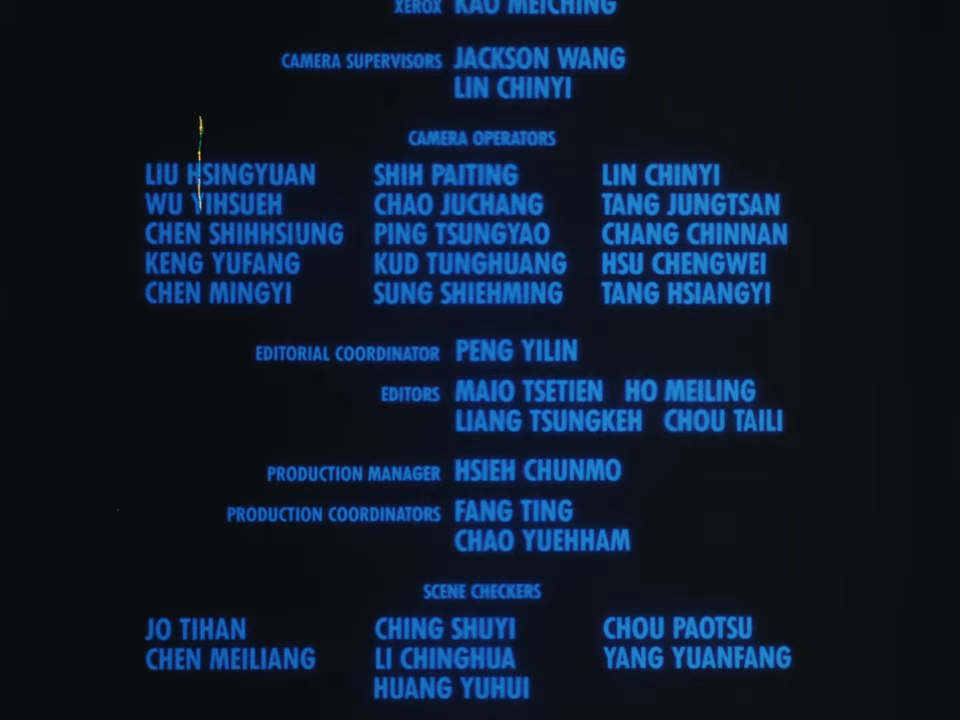 XEROX KAO MEICHING
CAMERA SUPERVISORS JACKSON WANG
LIN CHINYI
CAMERA OPERATORS
LIU HSINGYUAN SHIH PAITING LIN CHINYI
WU YIHSUEH CHAO JUCHANG TANG JUNGTSAN
CHEN SHIHHSIUNG PING TSUNGYAO CHANG CHINNAN
KENG YUFANG KUD TUNGHUANG HSU CHENGWEI
CHEN MINGYI SUNG SHIEHMING TANG HSIANGYI
EDITORIAL COORDINATOR PENG YILIN
EDITORS MAIO TSETIEN HO MEILING
LIANG TSUNGKEH CHOU TAILI
PRODUCTION MANAGER HSIEH CHUNMO
PRODUCTION COORDINATORS FANG TING
CHAO YUEHHAM
SCENE CHECKERS
JO TIHAN CHING SHUYI CHOU PAOTSU
CHEN MEILIANG LI CHINGHUA YANG YUANFANG
HUANG YUHUI